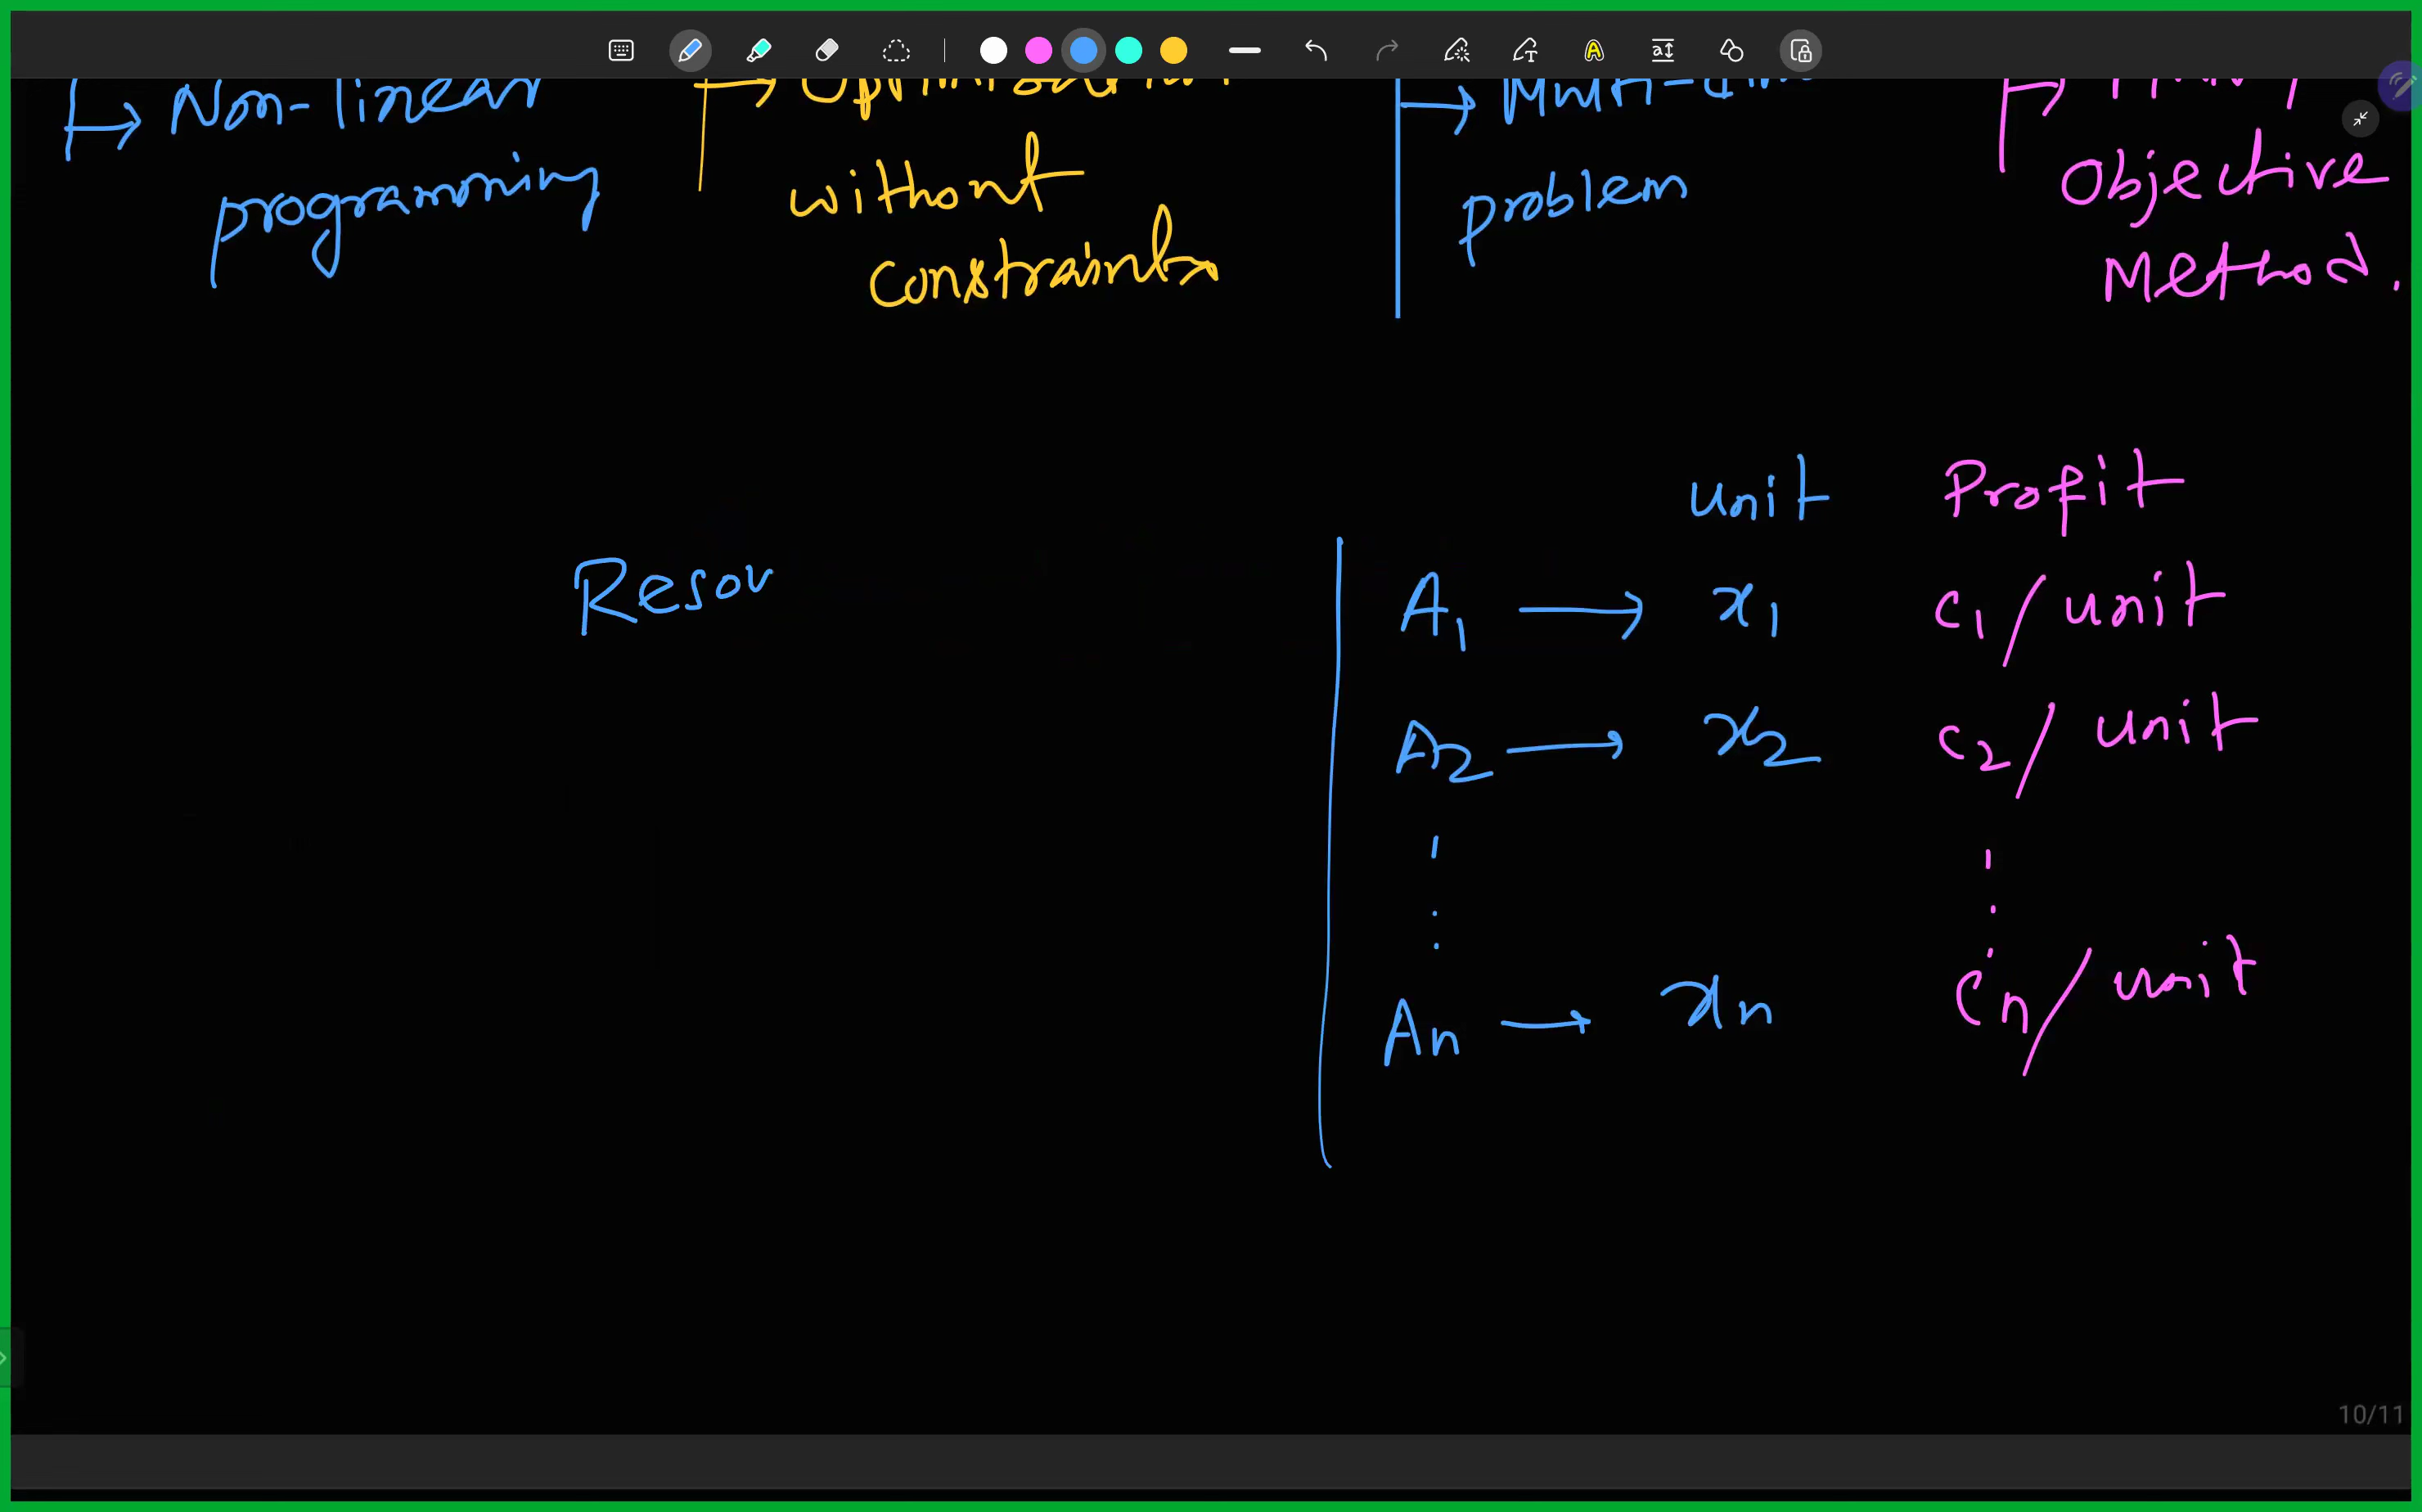 Non-linear
programming
without
constraints
problem
Objective
Method.
unit Profit
Resou
A1 → x1 c1/unit
A2 → x2 c2/unit
An → xn cn/unit
10/11